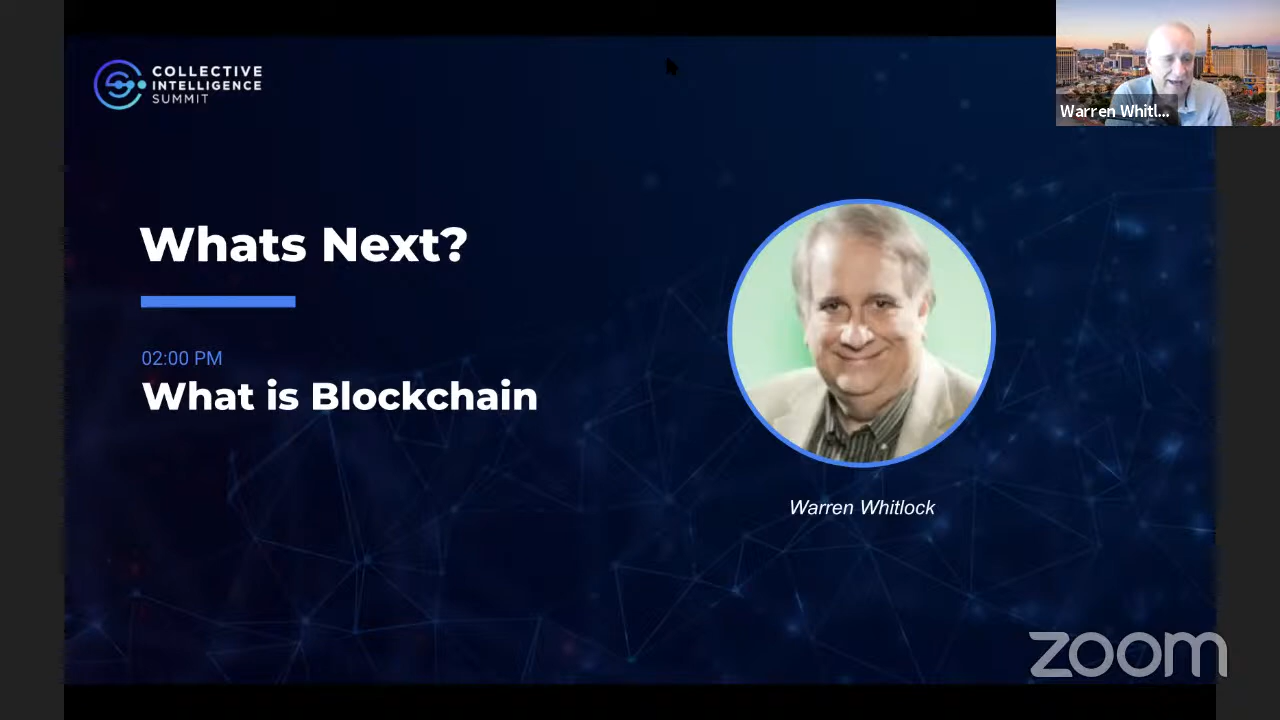 COLLECTIVE
INTELLIGENCE
SUMMIT
Warren Whitl...
Whats Next?
02:00 PM
What is Blockchain
Warren Whitlock
zoom